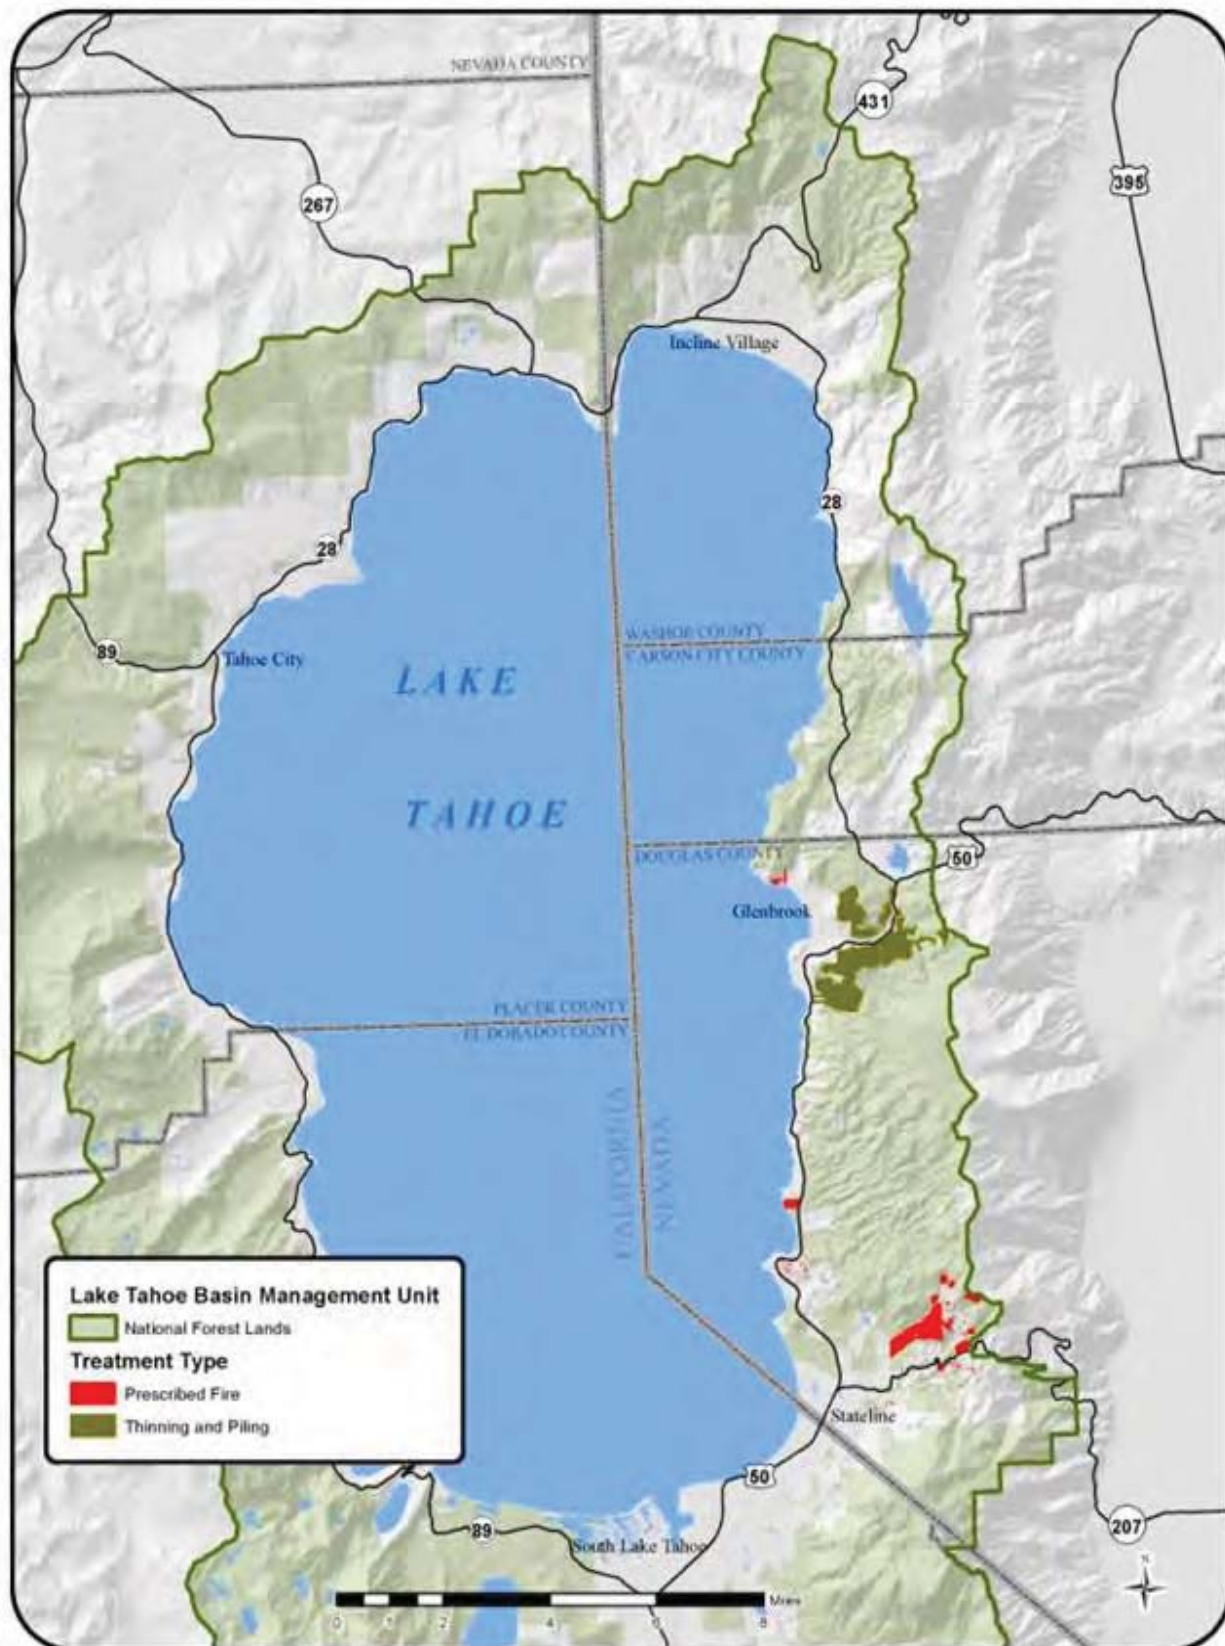 NEVADA COUNTY
431
395
267
Incline Village
28
28
WASHOE COUNTY
CARSON CITY COUNTY
89
Tahoe City
LAKE
TAHOE
DOUGLAS COUNTY
50
Glenbrook
PLACER COUNTY
EL DORADO COUNTY
CALIFORNIA
NEVADA
Lake Tahoe Basin Management Unit
National Forest Lands
Treatment Type
Prescribed Fire
Thinning and Piling
Stateline
50
89
South Lake Tahoe
207
N
Miles
0 2 4 6 8